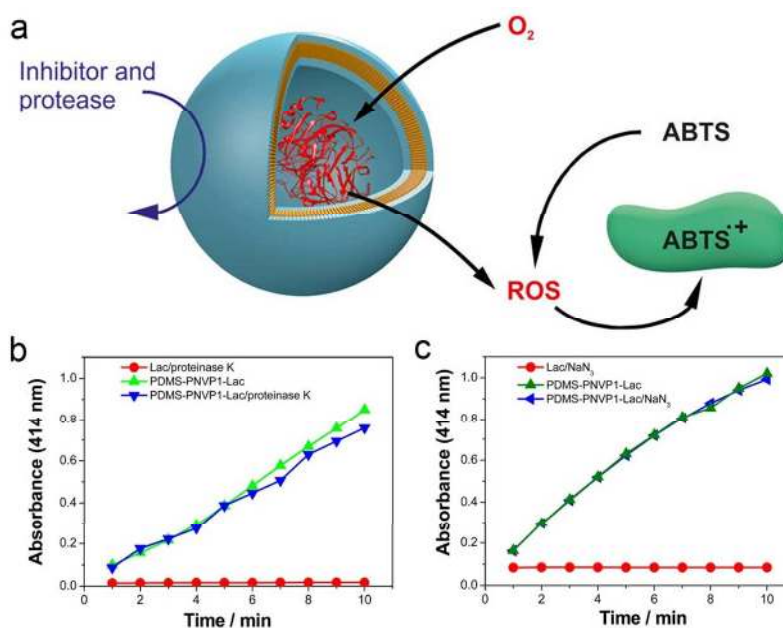 a
O₂
Inhibitor and
protease
ABTS
ABTS·+
ROS
b
Lac/proteinase K
PDMS-PNVP1-Lac
PDMS-PNVP1-Lac/proteinase K
Absorbance (414 nm)
1.0
0.8
0.6
0.4
0.2
0.0
2 4 6 8 10
Time / min
c
Lac/NaN₃
PDMS-PNVP1-Lac
PDMS-PNVP1-Lac/NaN₃
Absorbance (414 nm)
1.0
0.8
0.6
0.4
0.2
0.0
0 2 4 6 8 10
Time / min